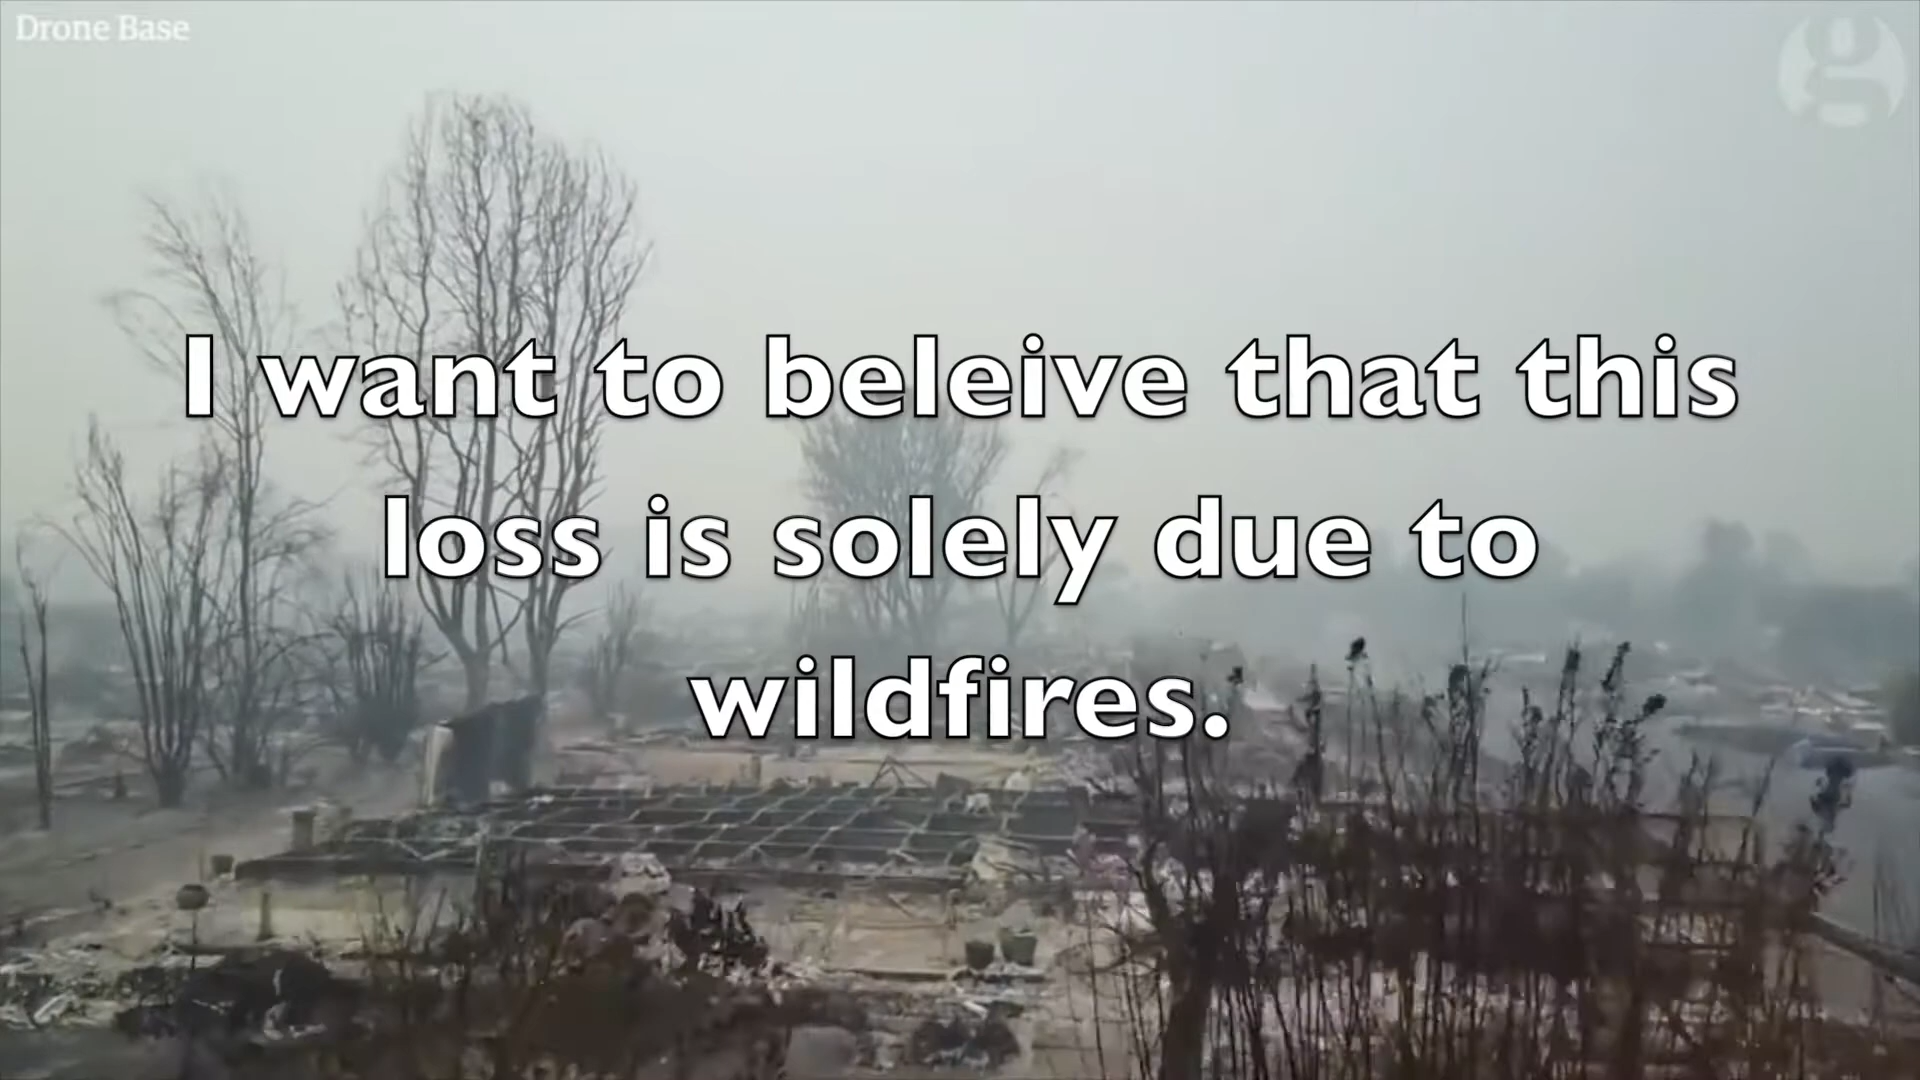 Drone Base
g
I want to beleive that this
loss is solely due to
wildfires.